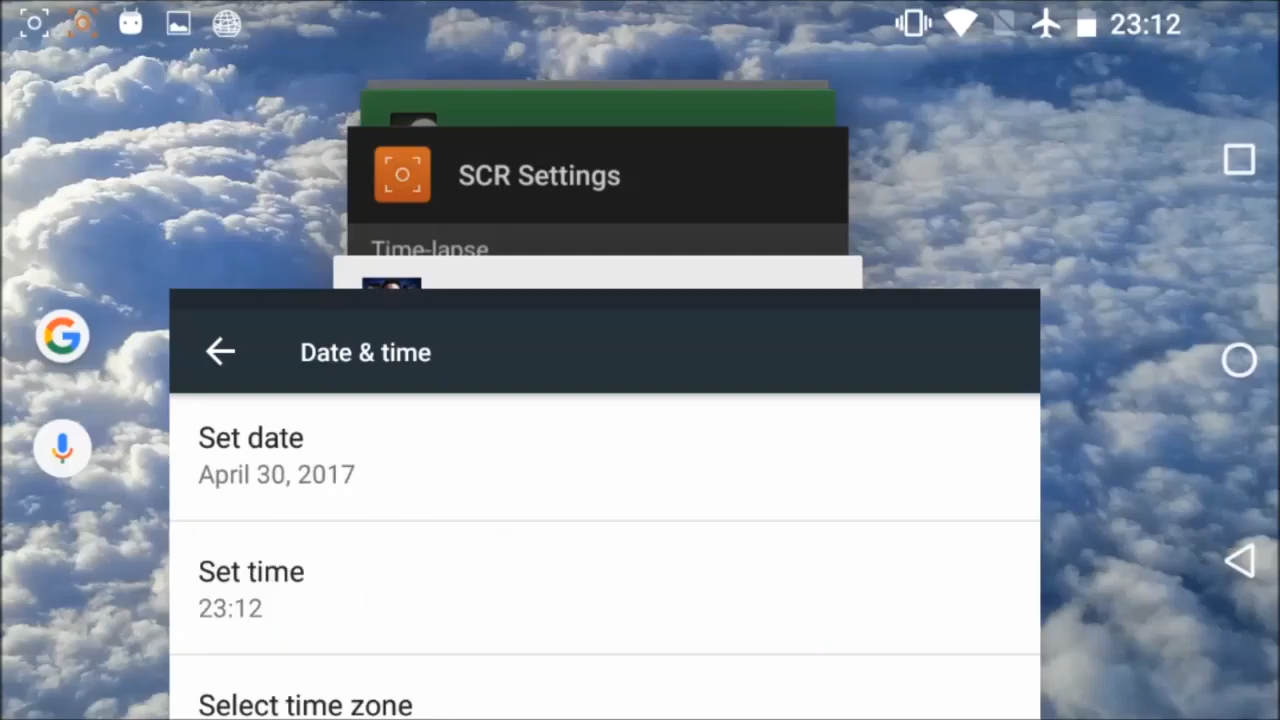 23:12
SCR Settings
Time-lapse
Date & time
Set date
April 30, 2017
Set time
23:12
Select time zone